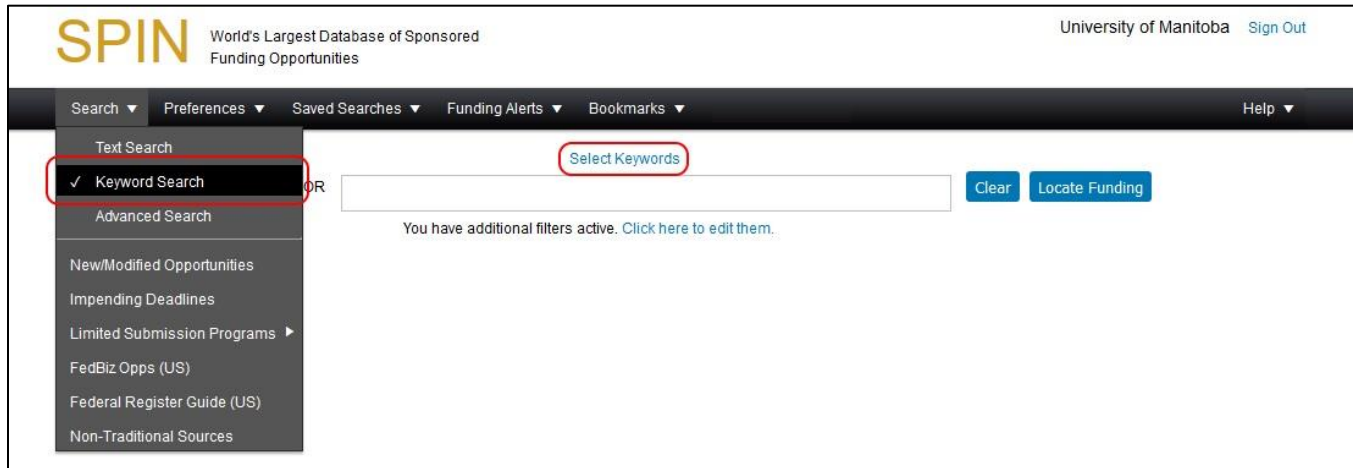 SPIN World's Largest Database of Sponsored
Funding Opportunities
University of Manitoba Sign Out
Search ▼ Preferences ▼ Saved Searches ▼ Funding Alerts ▼ Bookmarks ▼ Help ▼
Text Search
Select Keywords
✓ Keyword Search
OR
Clear Locate Funding
Advanced Search
You have additional filters active. Click here to edit them.
New/Modified Opportunities
Impending Deadlines
Limited Submission Programs ▶
FedBiz Opps (US)
Federal Register Guide (US)
Non-Traditional Sources